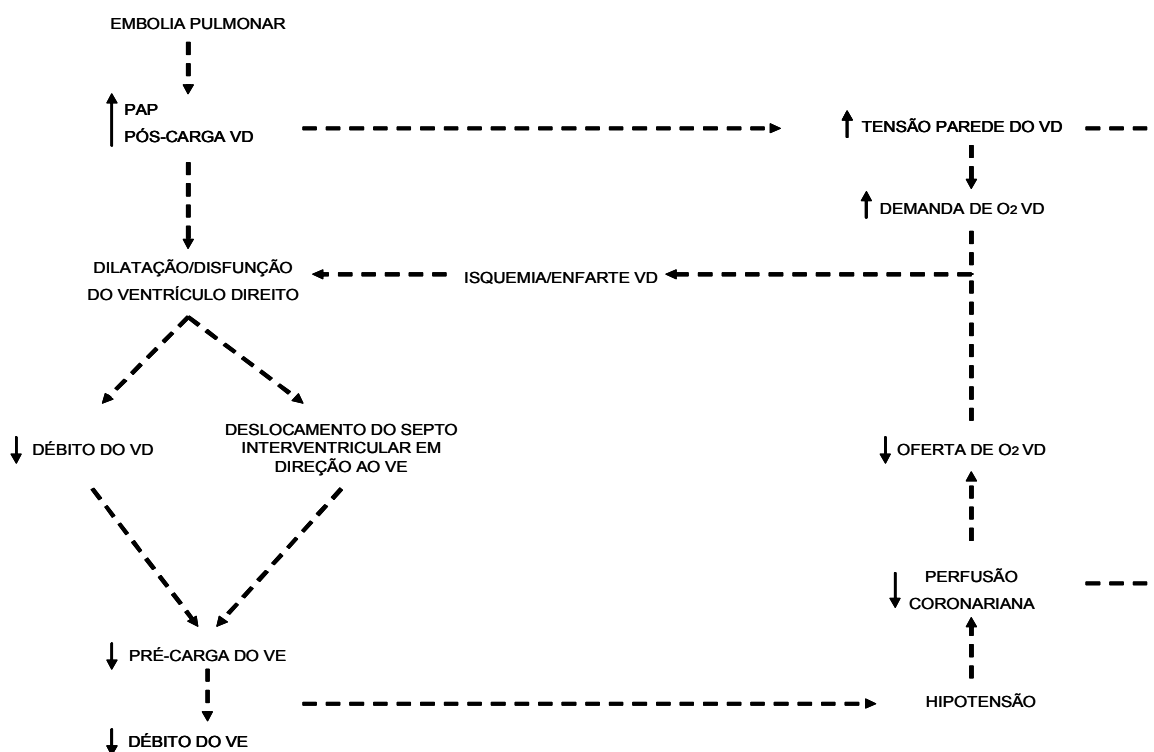 EMBOLIA PULMONAR
PAP
PÓS-CARGA VD
TENSÃO PAREDE DO VD
DEMANDA DE O2 VD
DILATAÇÃO/DISFUNÇÃO
DO VENTRÍCULO DIREITO
ISQUEMIA/ENFARTE VD
DÉBITO DO VD
DESLOCAMENTO DO SEPTO
INTERVENTRICULAR EM
DIREÇÃO AO VE
OFERTA DE O2 VD
PERFUSÃO
CORONARIANA
PRÉ-CARGA DO VE
HIPOTENSÃO
DÉBITO DO VE